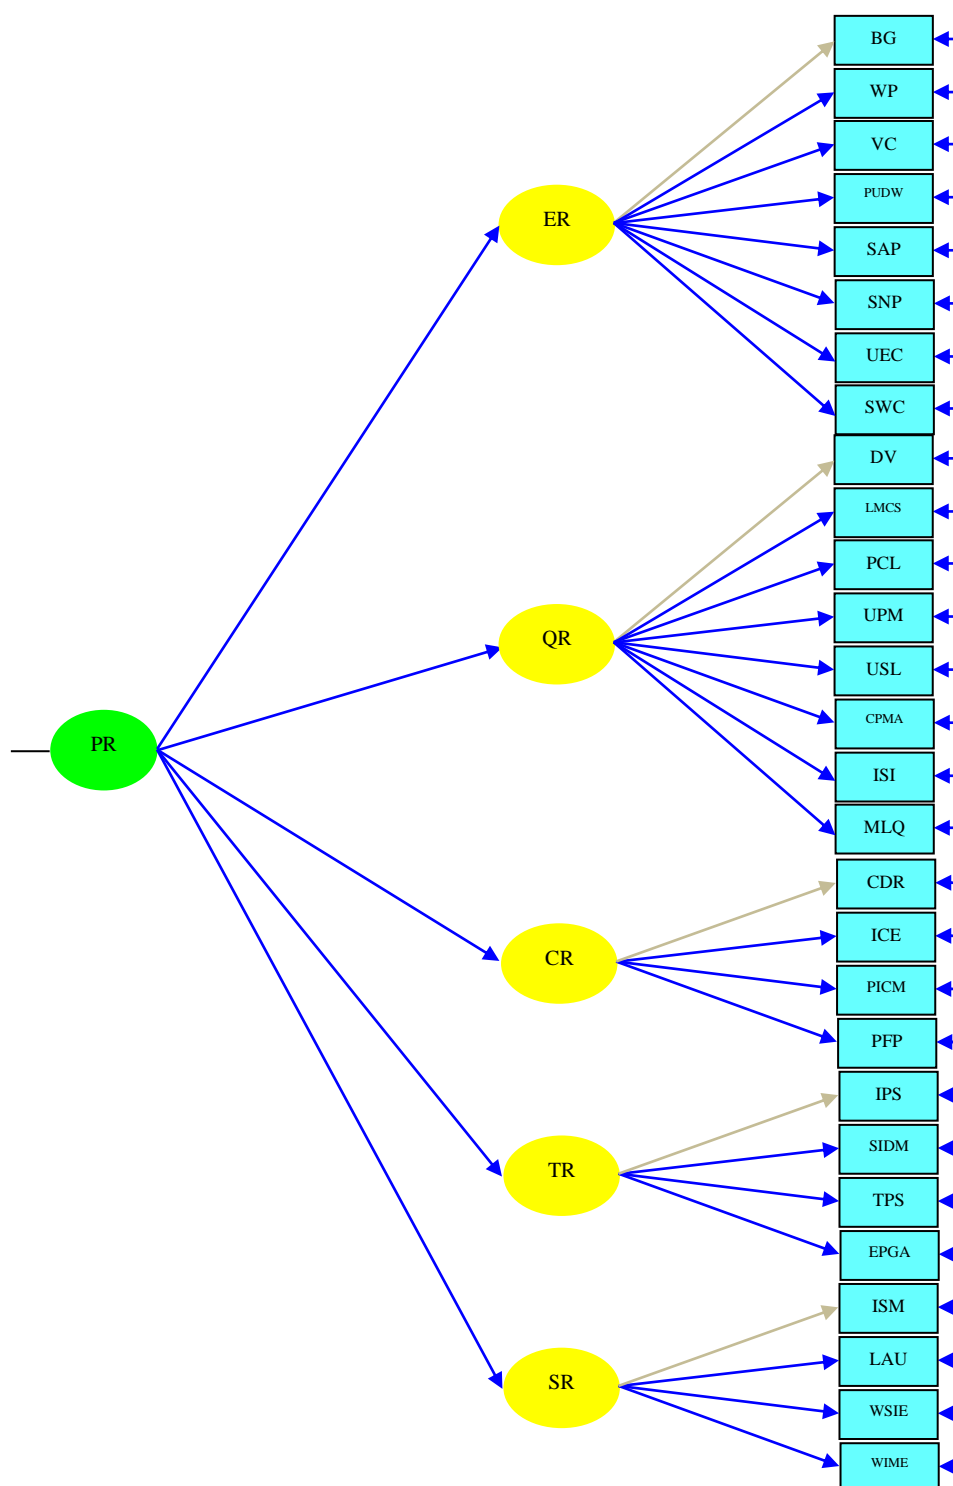 BG
WP
VC
PUDW
ER
SAP
SNP
UEC
SWC
DV
LMCS
PCL
UPM
QR
USL
CPMA
PR
ISI
MLQ
CDR
ICE
CR
PICM
PFP
IPS
SIDM
TR
TPS
EPGA
ISM
LAU
SR
WSIE
WIME